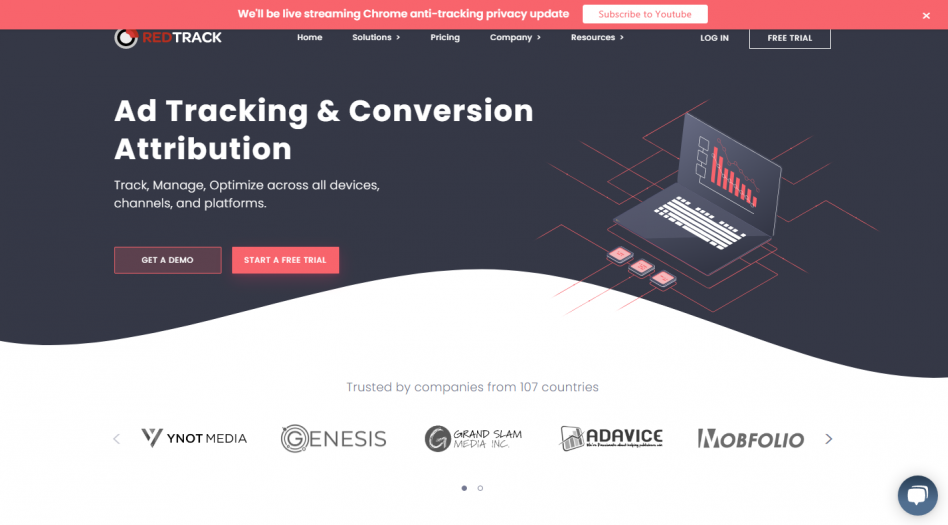 We'll be live streaming Chrome anti-tracking privacy update
Subscribe to Youtube
×
REDTRACK
Home
Solutions
Pricing
Company
Resources
LOG IN
FREE TRIAL
Ad Tracking & Conversion
Attribution
Track, Manage, Optimize across all devices,
channels, and platforms.
GET A DEMO
START A FREE TRIAL
Trusted by companies from 107 countries
YNOT MEDIA
GENESIS
GRAND SLAM
MEDIA INC.
ADAVICE
MOBFOLIO